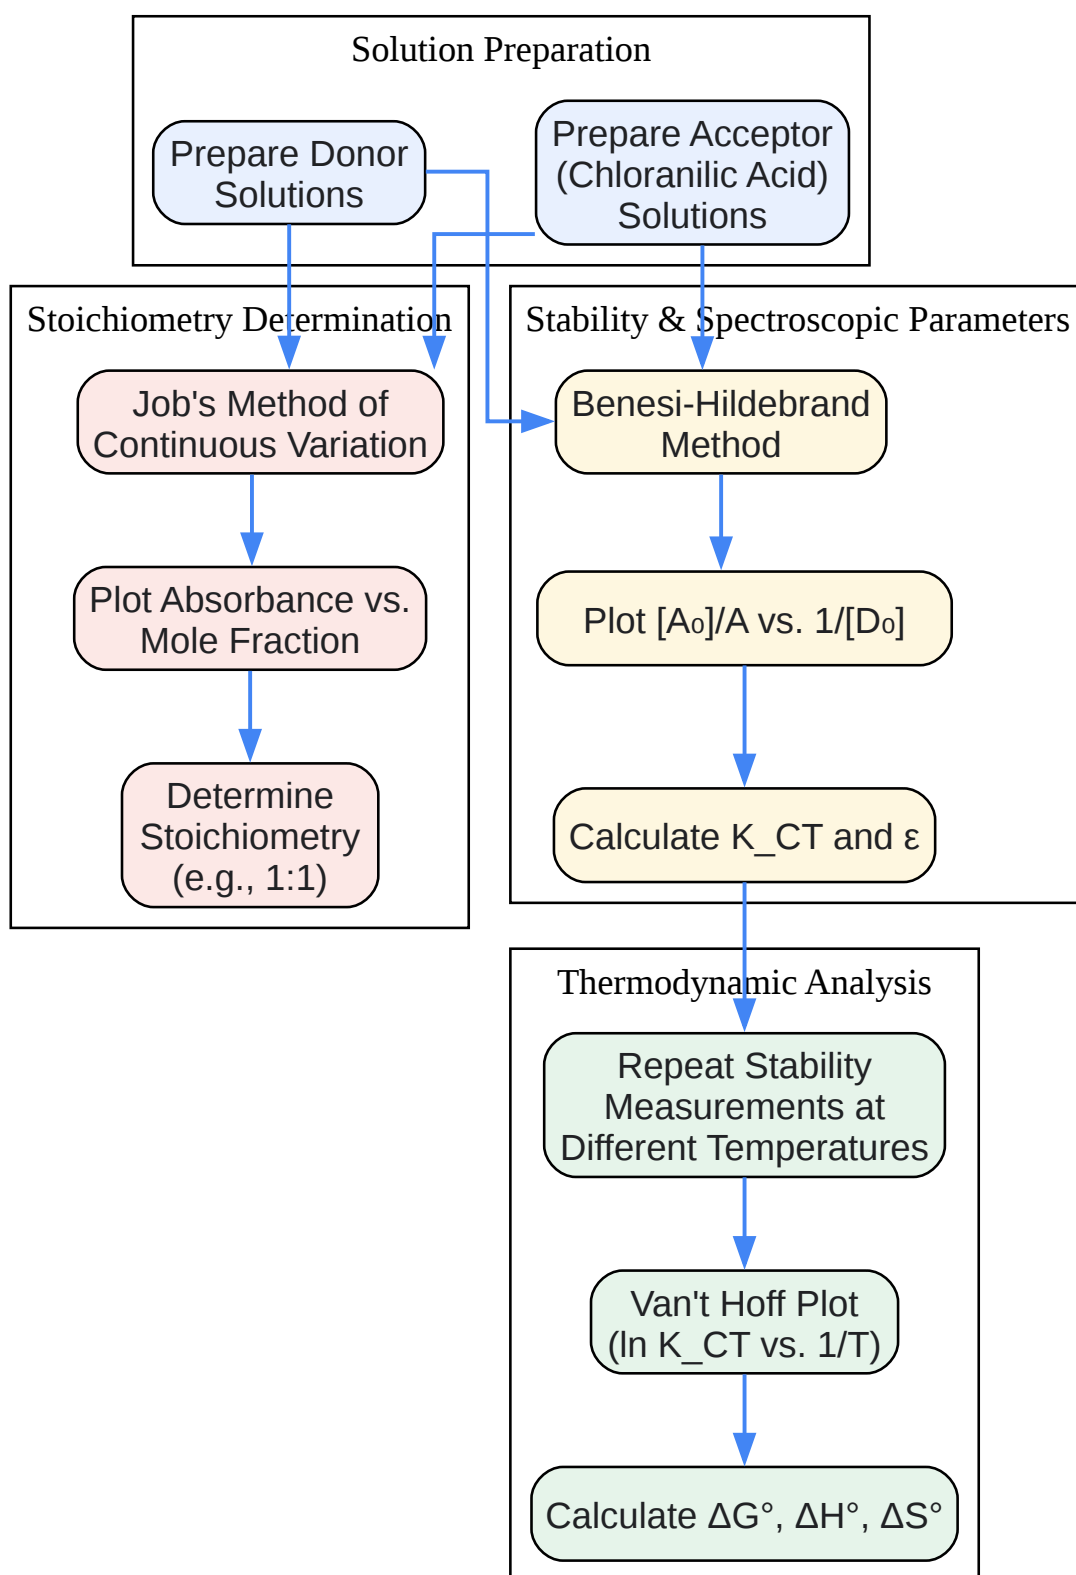 Solution Preparation
Prepare Donor
Solutions
Prepare Acceptor
(Chloranilic Acid)
Solutions
Stoichiometry Determination
Job's Method of
Continuous Variation
Plot Absorbance vs.
Mole Fraction
Determine
Stoichiometry
(e.g., 1:1)
Stability & Spectroscopic Parameters
Benesi-Hildebrand
Method
Plot [A₀]/A vs. 1/[D₀]
Calculate K_CT and ε
Thermodynamic Analysis
Repeat Stability
Measurements at
Different Temperatures
Van't Hoff Plot
(ln K_CT vs. 1/T)
Calculate ΔG°, ΔH°, ΔS°